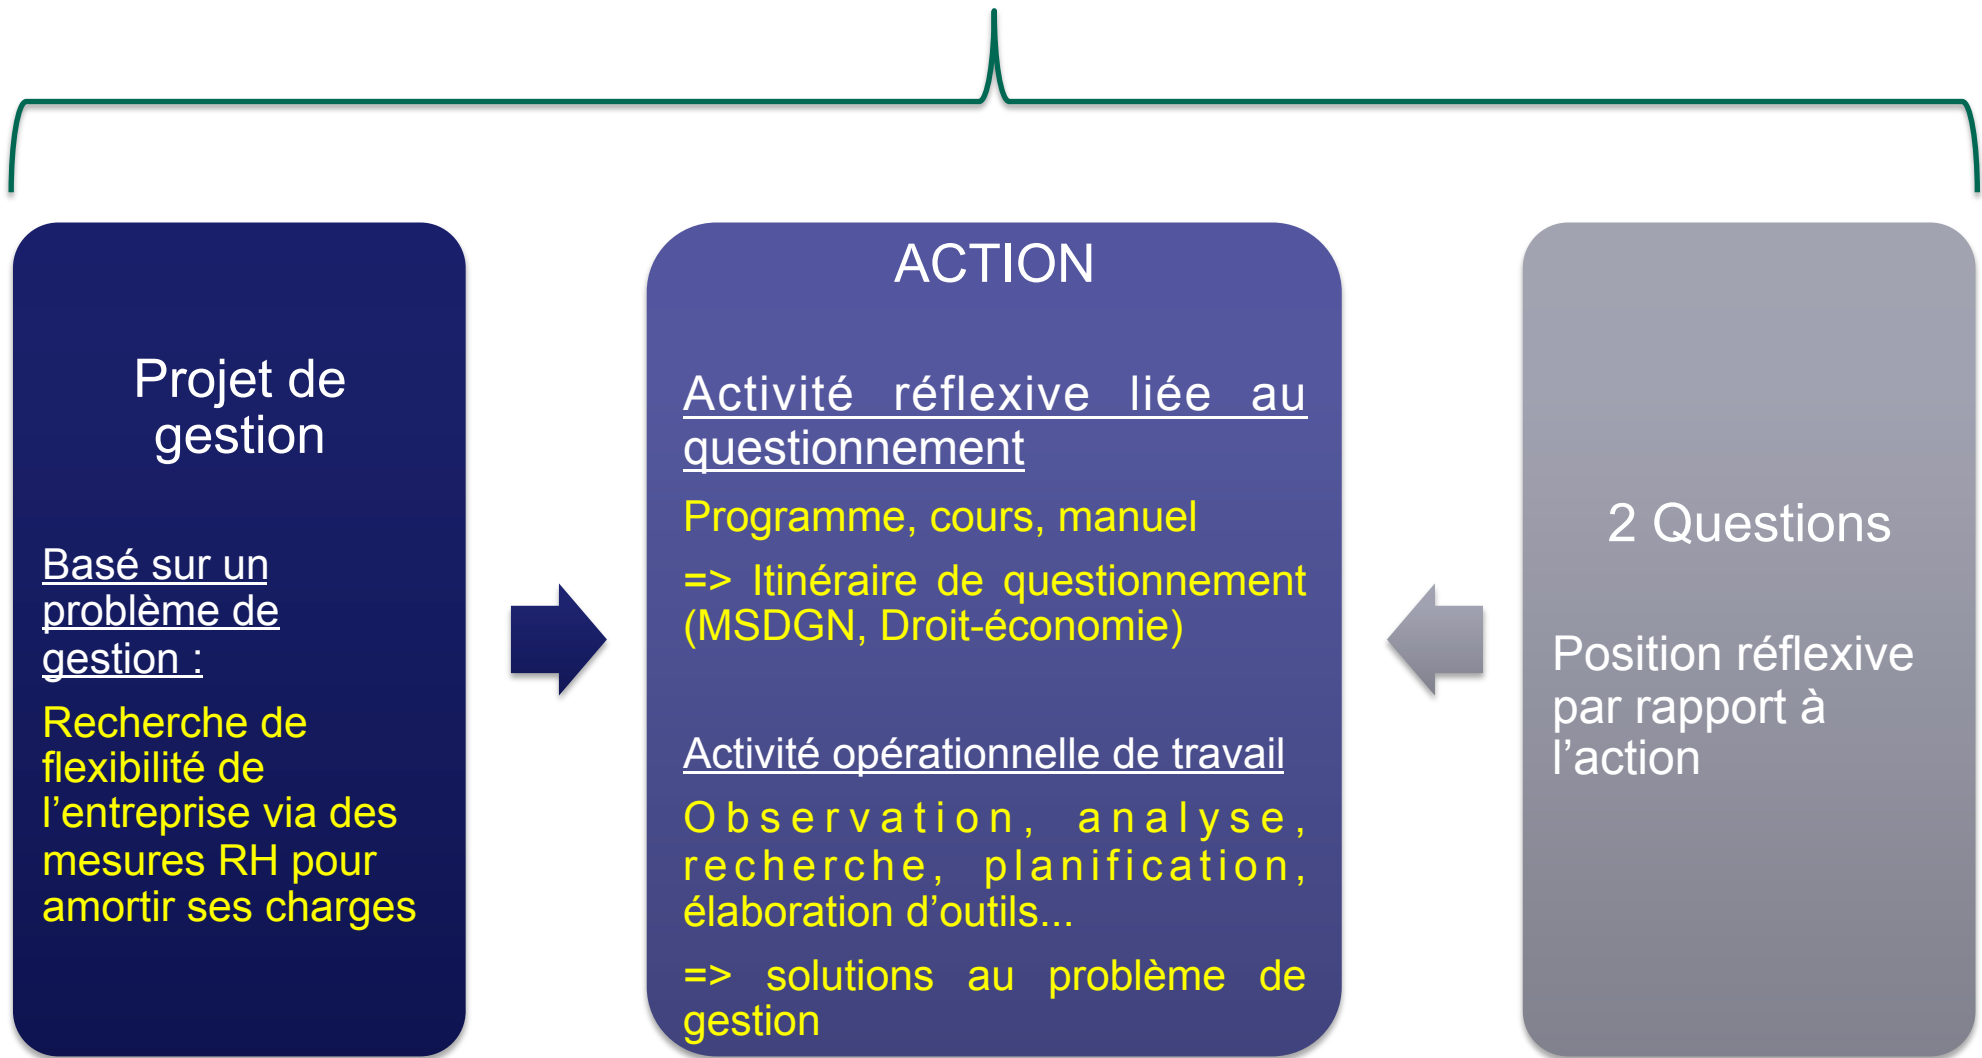 Projet de
gestion
Basé sur un
problème de
gestion :
Recherche de
flexibilité de
l’entreprise via des
mesures RH pour
amortir ses charges
ACTION
Activité réflexive liée au
questionnement
Programme, cours, manuel
=> Itinéraire de questionnement
(MSDGN, Droit-économie)
Activité opérationnelle de travail
Observation, analyse,
recherche, planification,
élaboration d’outils...
=> solutions au problème de
gestion
2 Questions
Position réflexive
par rapport à
l’action